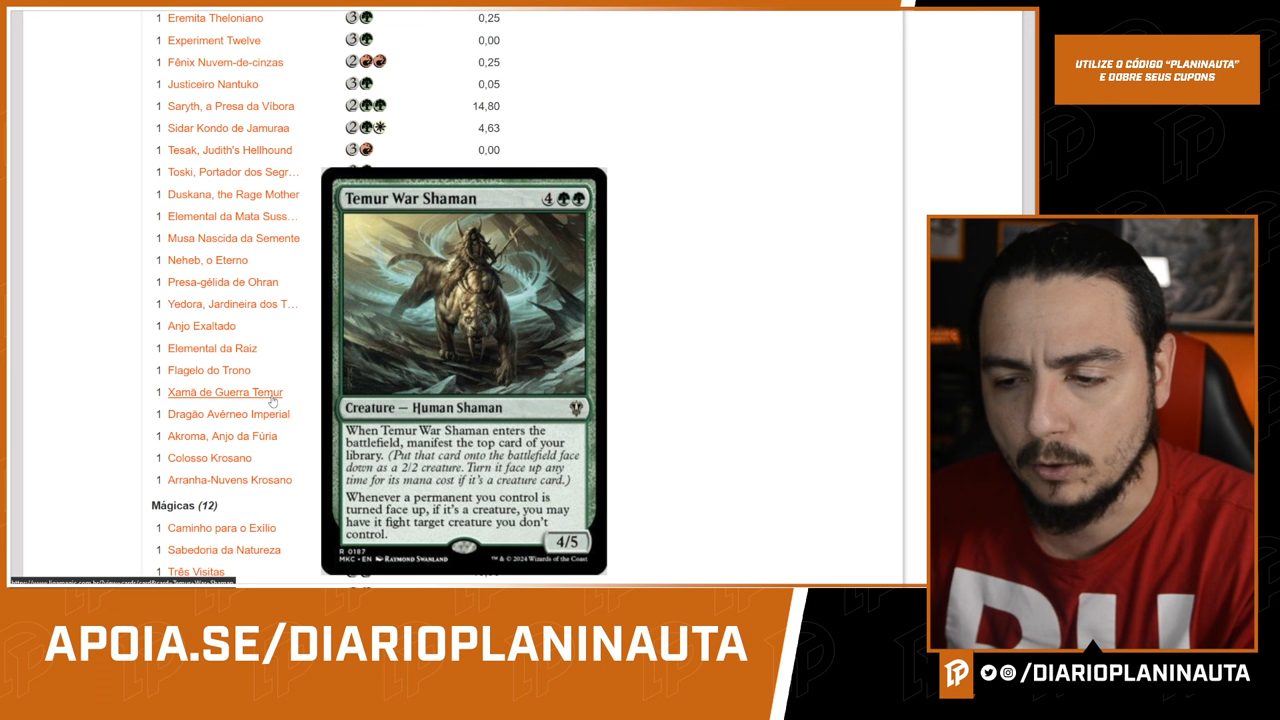 1 Eremita Theloniano 3 0,25
1 Experiment Twelve 3 0,00
1 Fênix Nuvem-de-cinzas 2 0,25
1 Justiceiro Nantuko 3 0,05
1 Saryth, a Presa da Víbora 2 14,80
1 Sidar Kondo de Jamuraa 2 4,63
1 Tesak, Judith's Hellhound 3 0,00
1 Toski, Portador dos Segr…
1 Duskana, the Rage Mother
1 Elemental da Mata Suss…
1 Musa Nascida da Semente
1 Neheb, o Eterno
1 Presa-gélida de Ohran
1 Yedora, Jardineira dos T…
1 Anjo Exaltado
1 Elemental da Raiz
1 Flagelo do Trono
1 Xamã de Guerra Temur
1 Dragão Avérneo Imperial
1 Akroma, Anjo da Fúria
1 Colosso Krosano
1 Arranha-Nuvens Krosano
Mágicas (12)
1 Caminho para o Exílio
1 Sabedoria da Natureza
1 Três Visitas
Temur War Shaman 4
Creature — Human Shaman
When Temur War Shaman enters the
battlefield, manifest the top card of your
library. (Put that card onto the battlefield face
down as a 2/2 creature. Turn it face up any
time for its mana cost if it's a creature card.)
Whenever a permanent you control is
turned face up, if it's a creature, you may
have it fight target creature you don't
control.
4/5
R 0187
MKC • EN RAYMOND SWANLAND ™ & © 2024 Wizards of the Coast
UTILIZE O CÓDIGO “PLANINAUTA”
E DOBRE SEUS CUPONS
APOIA.SE/DIARIOPLANINAUTA
/DIARIOPLANINAUTA